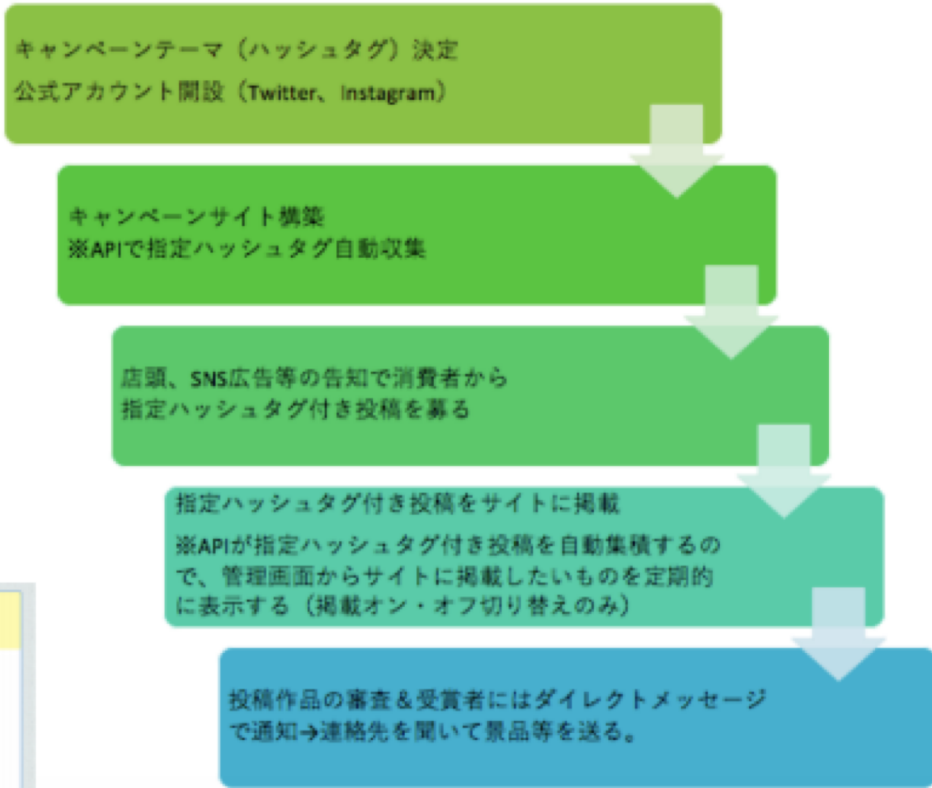 キャンペーンテーマ（ハッシュタグ）決定
公式アカウント開設（Twitter、Instagram）
キャンペーンサイト構築
※APIで指定ハッシュタグ自動収集
店頭、SNS広告等の告知で消費者から
指定ハッシュタグ付き投稿を募る
指定ハッシュタグ付き投稿をサイトに掲載
※APIが指定ハッシュタグ付き投稿を自動集積するの
で、管理画面からサイトに掲載したいものを定期的
に表示する（掲載オン・オフ切り替えのみ）
投稿作品の審査＆受賞者にはダイレクトメッセージ
で通知→連絡先を聞いて景品等を送る。